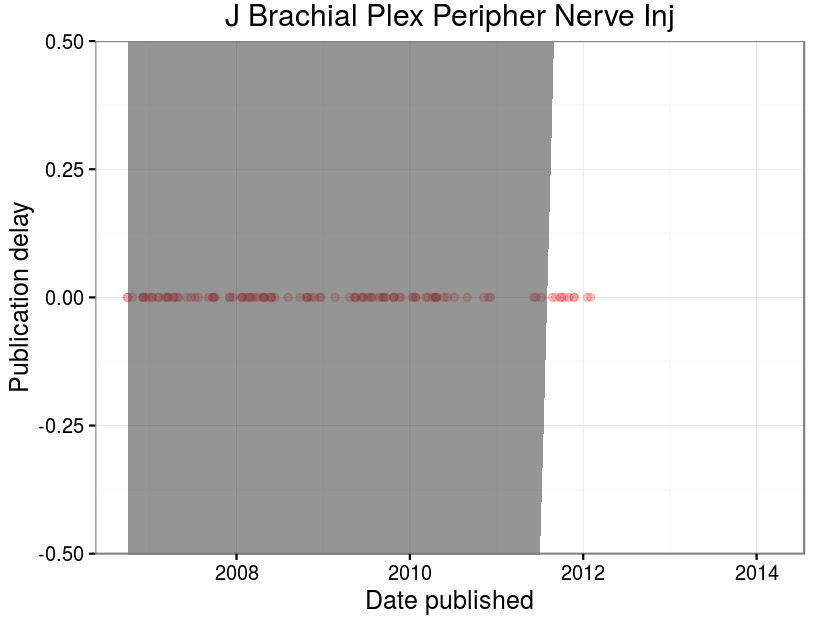 J Brachial Plex Peripher Nerve Inj
0.50
0.25
0.00
-0.25
-0.50
Publication delay
2008 2010 2012 2014
Date published